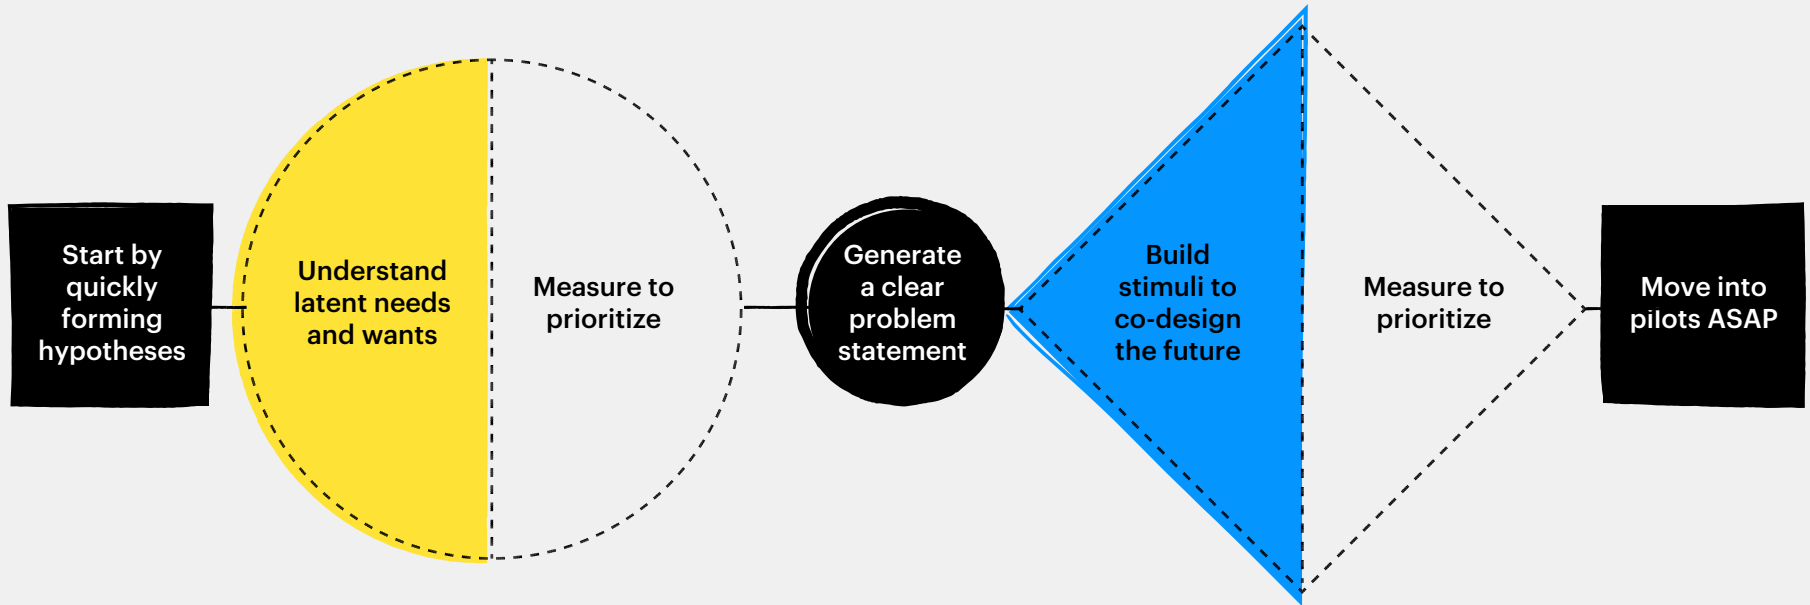 Start by
quickly
forming
hypotheses
Understand
latent needs
and wants
Measure to
prioritize
Generate
a clear
problem
statement
Build
stimuli to
co-design
the future
Measure to
prioritize
Move into
pilots ASAP